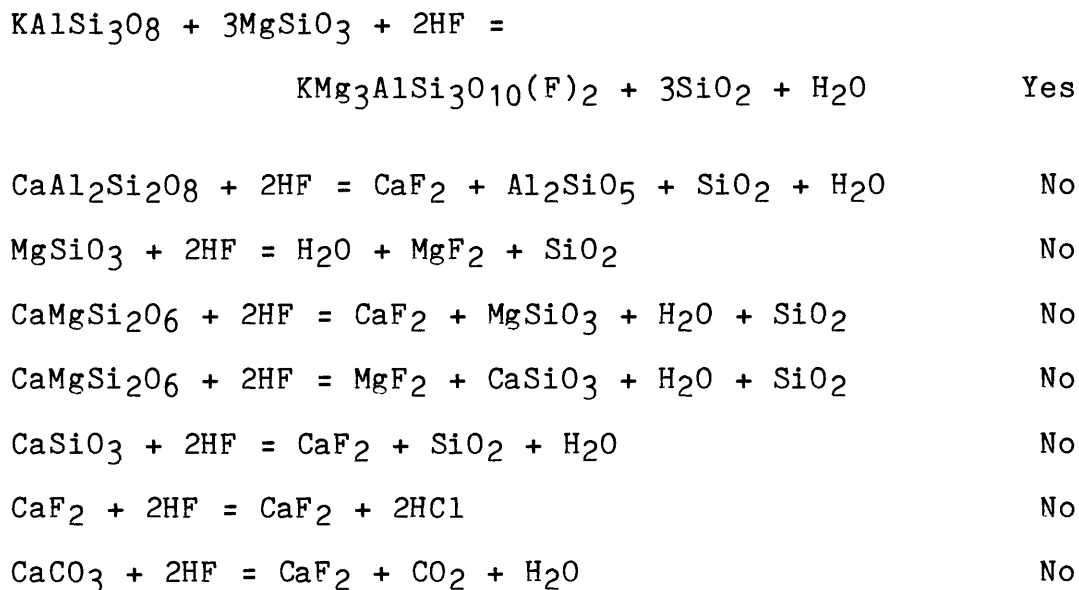 KAlSi3O8 + 3MgSiO3 + 2HF =
KMg3AlSi3O10(F)2 + 3SiO2 + H2O Yes
CaAl2Si2O8 + 2HF = CaF2 + Al2SiO5 + SiO2 + H2O No
MgSiO3 + 2HF = H2O + MgF2 + SiO2 No
CaMgSi2O6 + 2HF = CaF2 + MgSiO3 + H2O + SiO2 No
CaMgSi2O6 + 2HF = MgF2 + CaSiO3 + H2O + SiO2 No
CaSiO3 + 2HF = CaF2 + SiO2 + H2O No
CaF2 + 2HF = CaF2 + 2HCl No
CaCO3 + 2HF = CaF2 + CO2 + H2O No